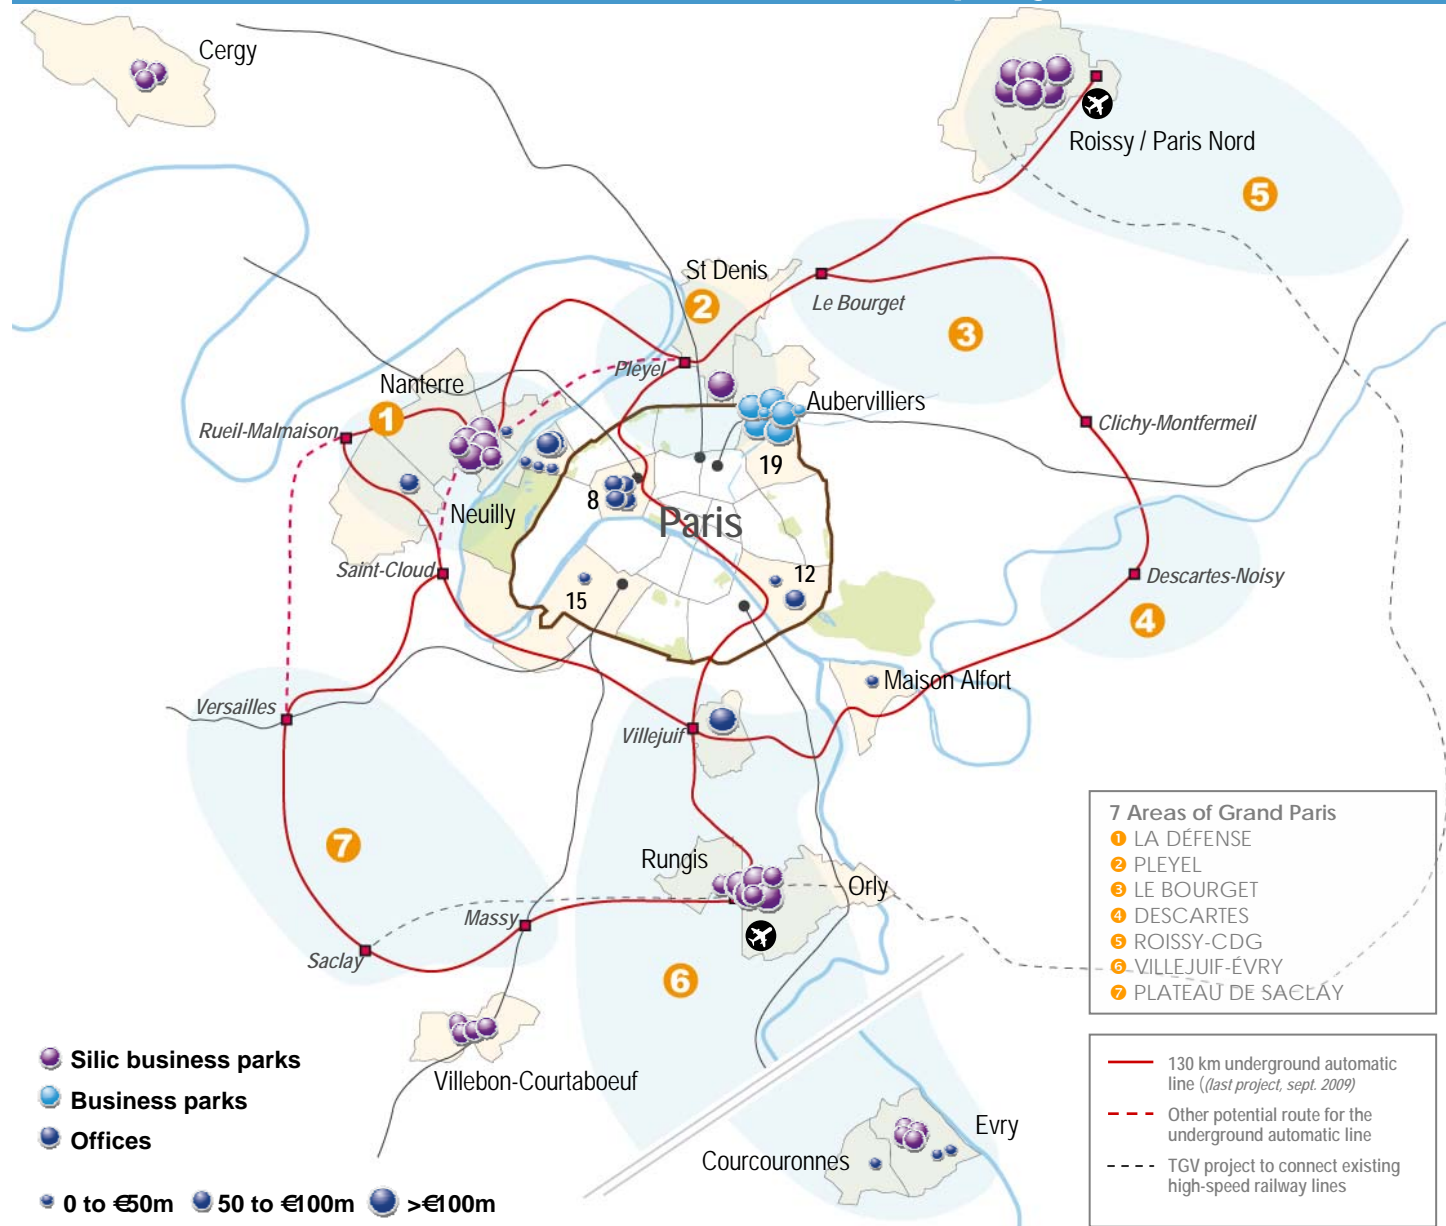 Cergy
Roissy / Paris Nord
5
St Denis
2
Le Bourget
3
Pleyel
Nanterre
1
Aubervilliers
Rueil-Malmaison
Clichy-Montfermeil
19
8
Neuilly
Paris
Saint-Cloud
12
Descartes-Noisy
15
4
Maison Alfort
Versailles
Villejuif
7
Rungis
Orly
Massy
Saclay
6
Villebon-Courtaboeuf
Evry
Courcouronnes
7 Areas of Grand Paris
1 LA DÉFENSE
2 PLEYEL
3 LE BOURGET
4 DESCARTES
5 ROISSY-CDG
6 VILLEJUIF-ÉVRY
7 PLATEAU DE SACLAY
130 km underground automatic
line ((last project, sept. 2009)
Other potential route for the
underground automatic line
TGV project to connect existing
high-speed railway lines
Silic business parks
Business parks
Offices
0 to €50m 50 to €100m >€100m